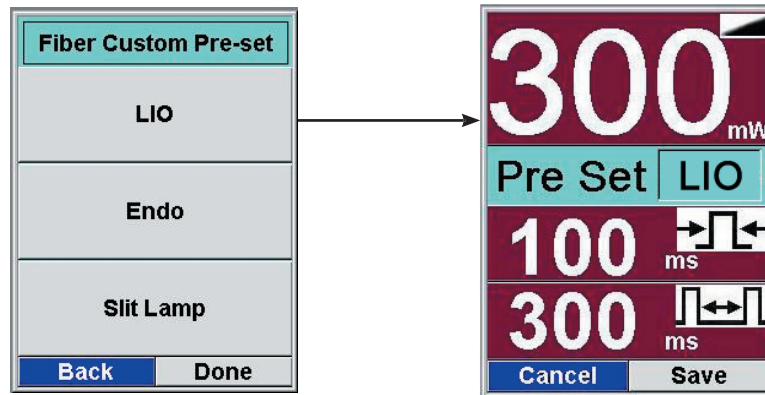 Fiber Custom Pre-set
LIO
Endo
Slit Lamp
Back Done
300 mW
Pre Set LIO
100 ms
300 ms
Cancel Save